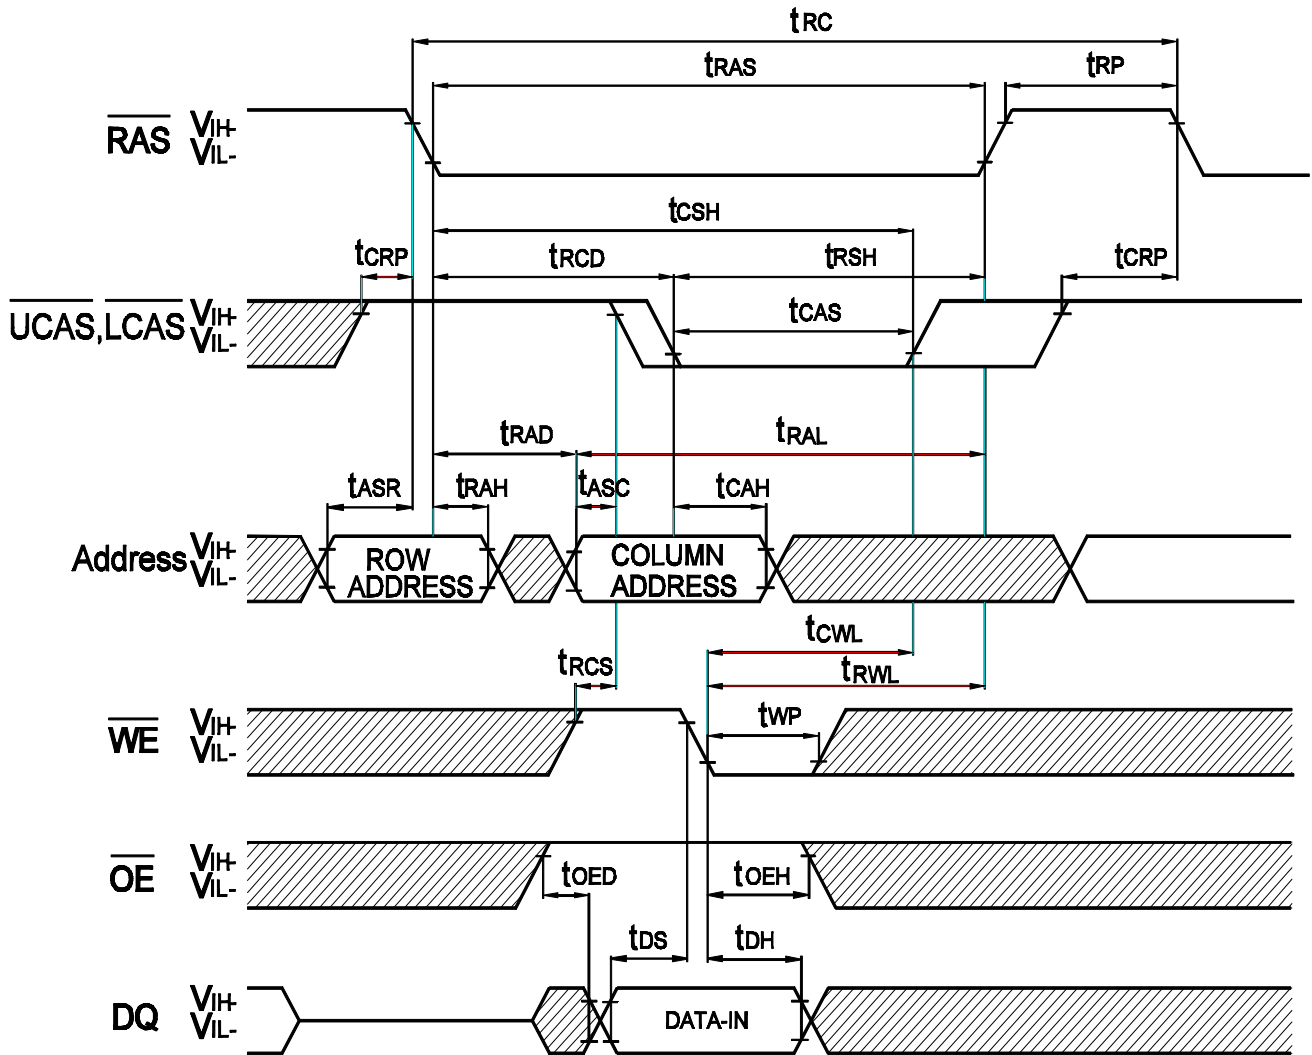 tRC
tRAS
tRP
RAS
VIH-
VIL-
tCSH
tCRP
tRCD
tRSH
tCRP
UCAS,LCAS
VIH-
VIL-
tCAS
tRAD
tRAL
tASR
tRAH
tASC
tCAH
Address
VIH-
VIL-
ROW
ADDRESS
COLUMN
ADDRESS
tCWL
tRCS
tRWL
WE
VIH-
VIL-
tWP
OE
VIH-
VIL-
tOED
tOEH
tDS
tDH
DQ
VIH-
VIL-
DATA-IN